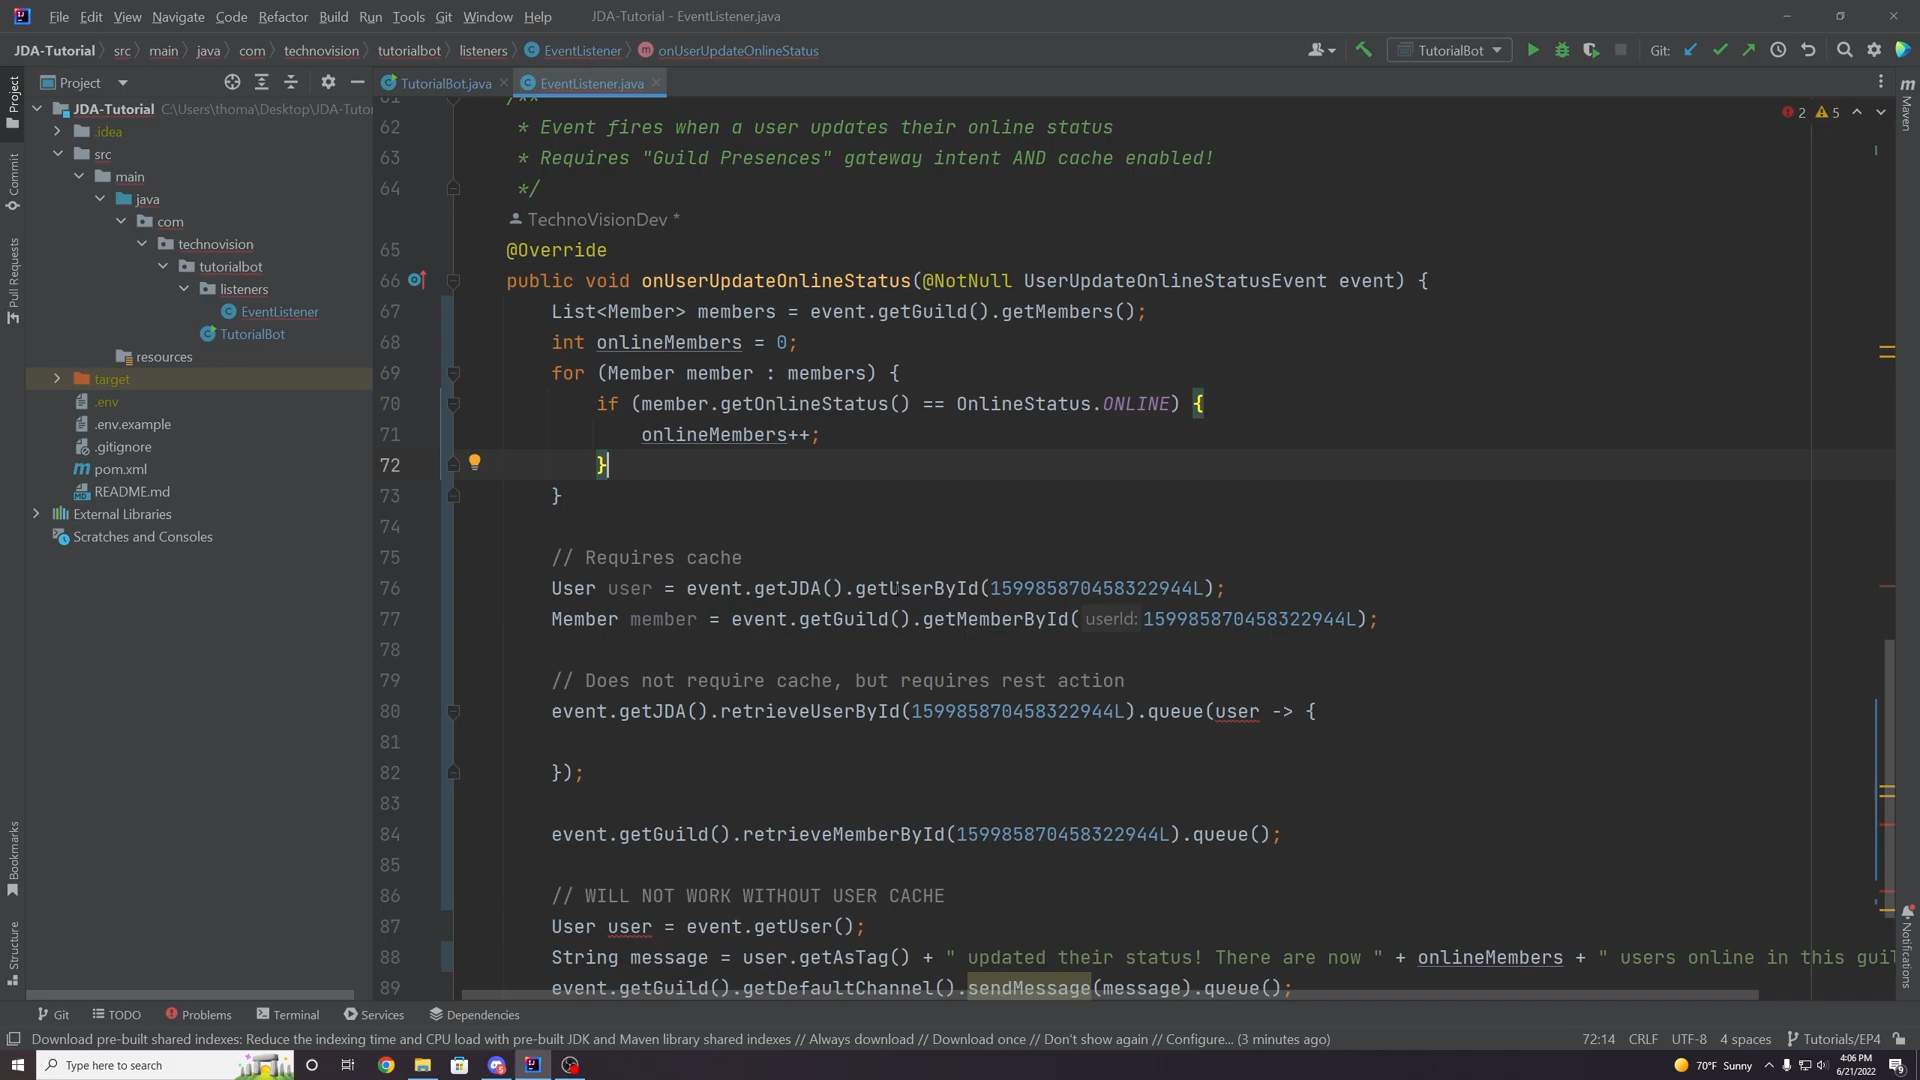 File Edit View Navigate Code Refactor Build Run Tools Git Window Help JDA-Tutorial - EventListener.java
JDA-Tutorial src main java com technovision tutorialbot listeners EventListener onUserUpdateOnlineStatus TutorialBot Git:
Project TutorialBot.java EventListener.java
JDA-Tutorial C:\Users\thoma\Desktop\JDA-Tutor
.idea
src
main
java
com
technovision
tutorialbot
listeners
EventListener
TutorialBot
resources
target
.env
.env.example
.gitignore
pom.xml
README.md
External Libraries
Scratches and Consoles
Project
Commit
Pull Requests
Bookmarks
Structure
2 5
61 /**
62 * Event fires when a user updates their online status
63 * Requires "Guild Presences" gateway intent AND cache enabled!
64 */
TechnoVisionDev *
65 @Override
66 public void onUserUpdateOnlineStatus(@NotNull UserUpdateOnlineStatusEvent event) {
67 List<Member> members = event.getGuild().getMembers();
68 int onlineMembers = 0;
69 for (Member member : members) {
70 if (member.getOnlineStatus() == OnlineStatus.ONLINE) {
71 onlineMembers++;
72 }
73 }
74
75 // Requires cache
76 User user = event.getJDA().getUserById(159985870458322944L);
77 Member member = event.getGuild().getMemberById( userId: 159985870458322944L);
78
79 // Does not require cache, but requires rest action
80 event.getJDA().retrieveUserById(159985870458322944L).queue(user -> {
81
82 });
83
84 event.getGuild().retrieveMemberById(159985870458322944L).queue();
85
86 // WILL NOT WORK WITHOUT USER CACHE
87 User user = event.getUser();
88 String message = user.getAsTag() + " updated their status! There are now " + onlineMembers + " users online in this guil
89 event.getGuild().getDefaultChannel().sendMessage(message).queue();
Maven
Notifications
Git TODO Problems Terminal Services Dependencies
Download pre-built shared indexes: Reduce the indexing time and CPU load with pre-built JDK and Maven library shared indexes // Always download // Download once // Don't show again // Configure... (3 minutes ago) 72:14 CRLF UTF-8 4 spaces Tutorials/EP4
Type here to search 70°F Sunny 4:06 PM
6/21/2022